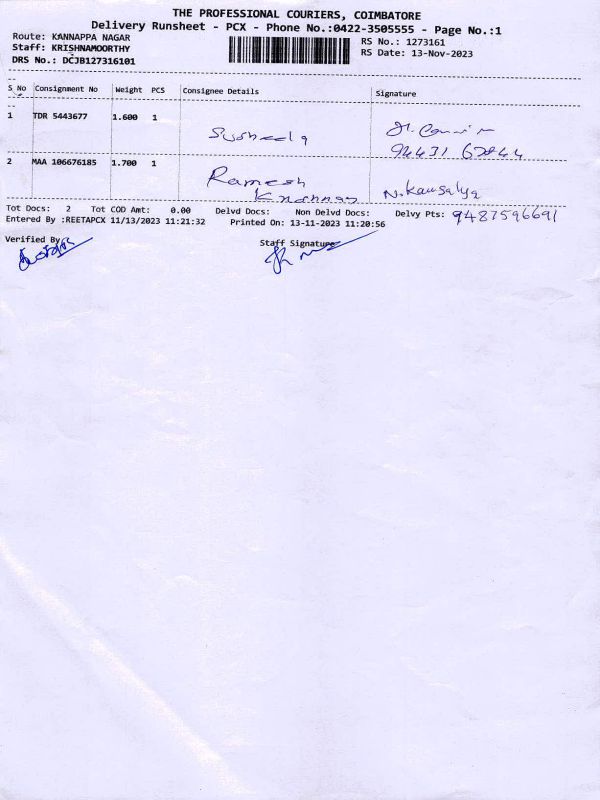 THE PROFESSIONAL COURIERS, COIMBATORE
Delivery Runsheet - PCX - Phone No.:0422-3505555 - Page No.:1
Route: KANNAPPA NAGAR
Staff: KRISHNAMOORTHY
DRS No.: DCJB127316101
RS No.: 1273161
RS Date: 13-Nov-2023
S No Consignment No Weight PCS Consignee Details Signature
1 TDR 5443677 1.600 1
Susheela
2 MAA 106676185 1.700 1
Ramesh
N.Kausalya
Tot Docs: 2 Tot COD Amt: 0.00 Delvd Docs: Non Delvd Docs: Delvy Pts: 9487596691
Entered By :REETAPCX 11/13/2023 11:21:32 Printed On: 13-11-2023 11:20:56
Verified By
Staff Signature